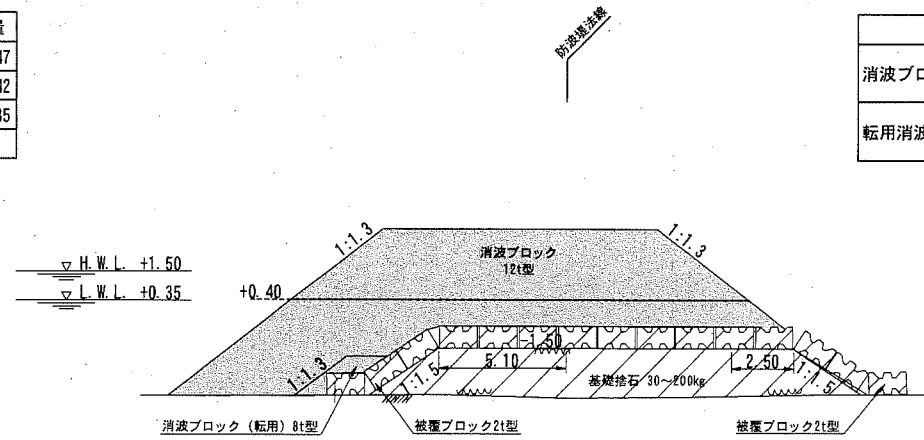 量
47
42
35
防波堤法線
消波ブロ
転用消波
1:1.3
1:1.3
消波ブロック
12t型
H.W.L. +1.50
L.W.L. +0.35
+0.40
-1.50
1:1.3
1:1.5
5.10
基礎捨石 30~200kg
2.50
1:1.5
消波ブロック（転用）8t型
被覆ブロック2t型
被覆ブロック2t型